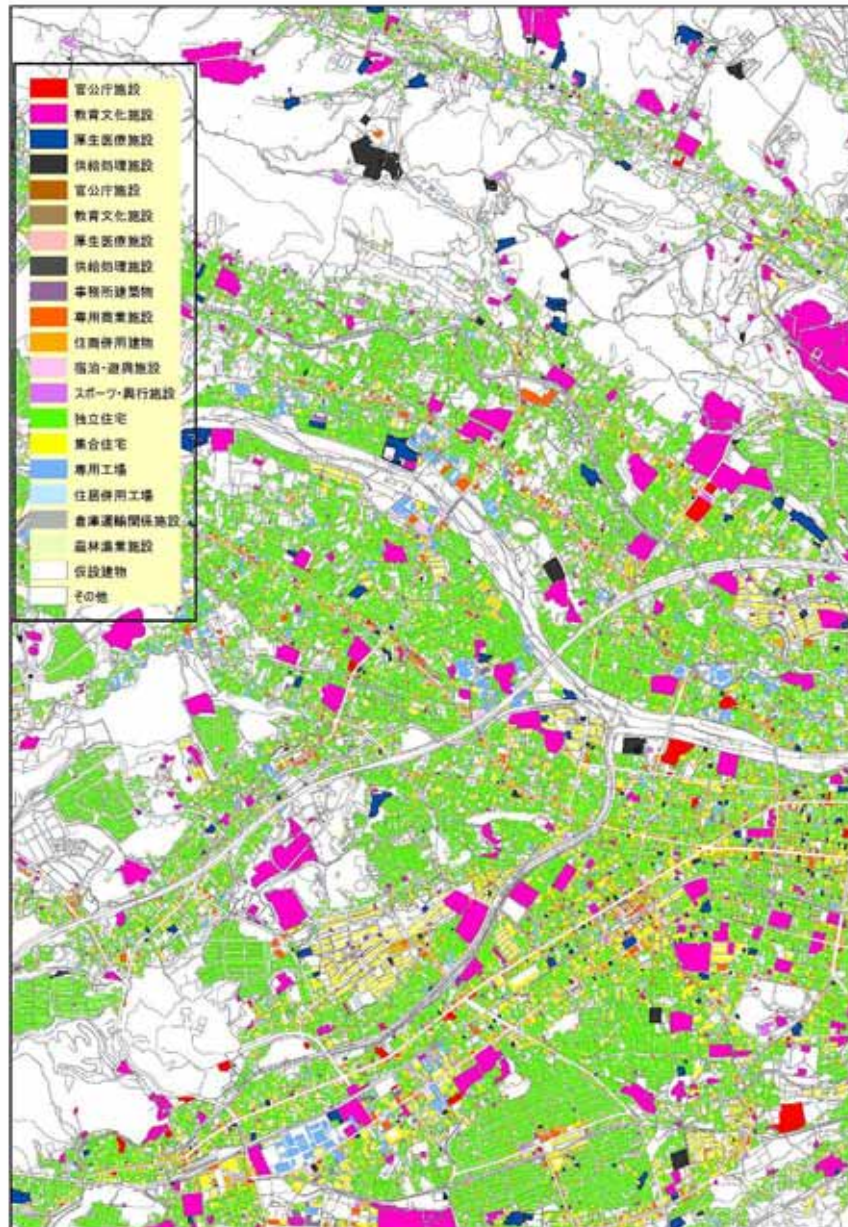 官公庁施設
教育文化施設
厚生医療施設
供給処理施設
官公庁施設
教育文化施設
厚生医療施設
供給処理施設
事務所建築物
専用商業施設
住商併用建物
宿泊・遊興施設
スポーツ・興行施設
独立住宅
集合住宅
専用工場
住居併用工場
倉庫運輸関係施設
農林漁業施設
仮設建物
その他